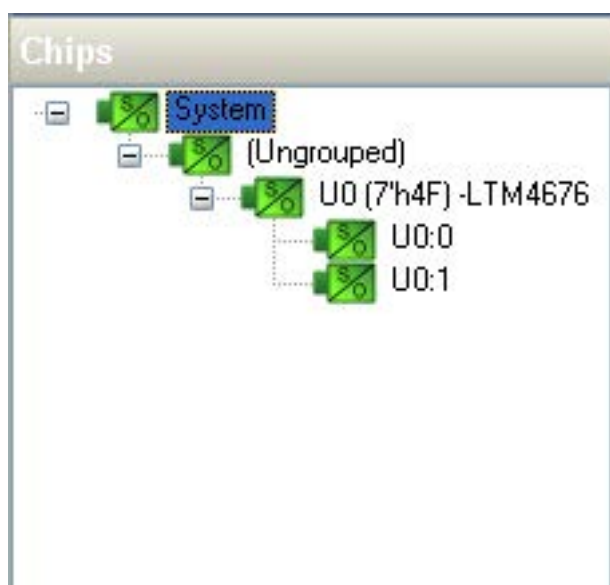 Chips
S/O System
S/O (Ungrouped)
S/O U0 (7'h4F) -LTM4676
S/O U0:0
S/O U0:1